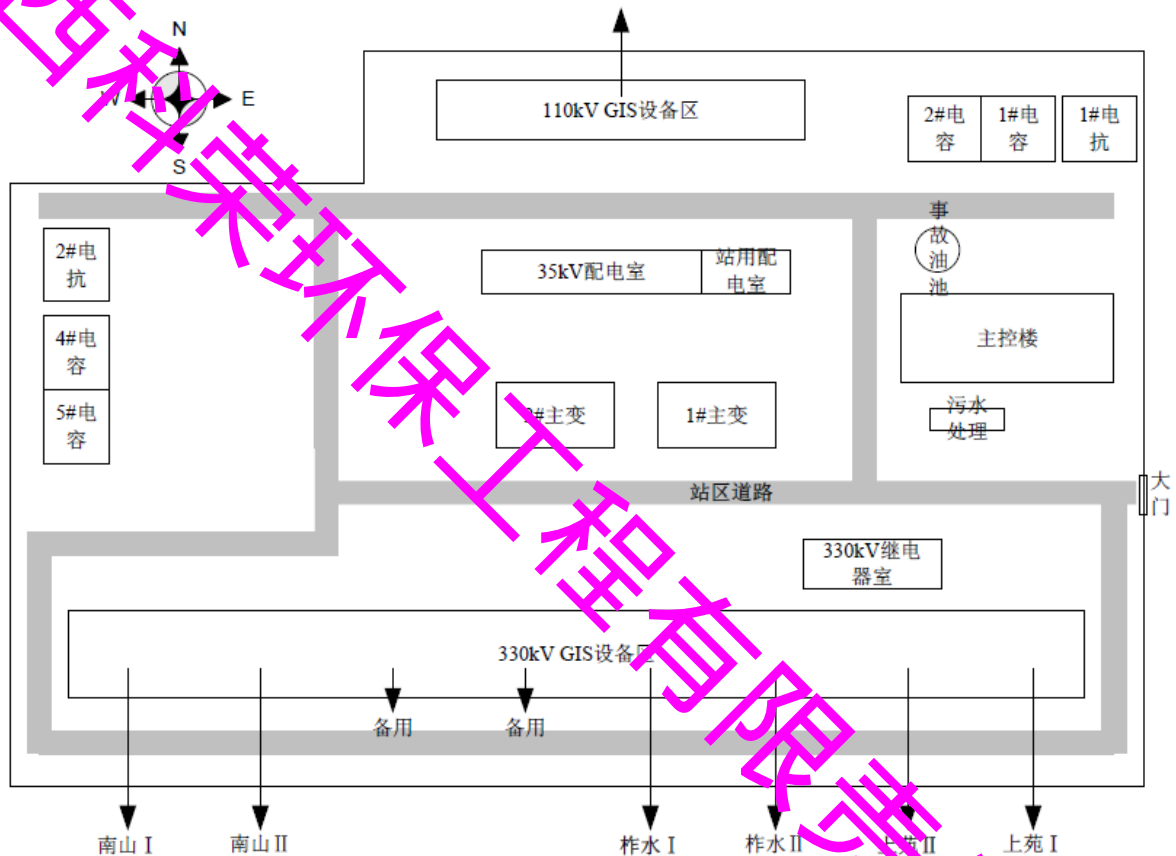 N
W
E
S
110kV GIS设备区
2#电
容
1#电
容
1#电
抗
2#电
抗
35kV配电室
站用配
电室
事
故
油
池
4#电
容
5#电
容
主控楼
2#主变
1#主变
污水
处理
站区道路
大
门
330kV继电
器室
330kV GIS设备区
备用
备用
南山Ⅰ
南山Ⅱ
柞水Ⅰ
柞水Ⅱ
上苑Ⅱ
上苑Ⅰ
西科荣环保工程有限责